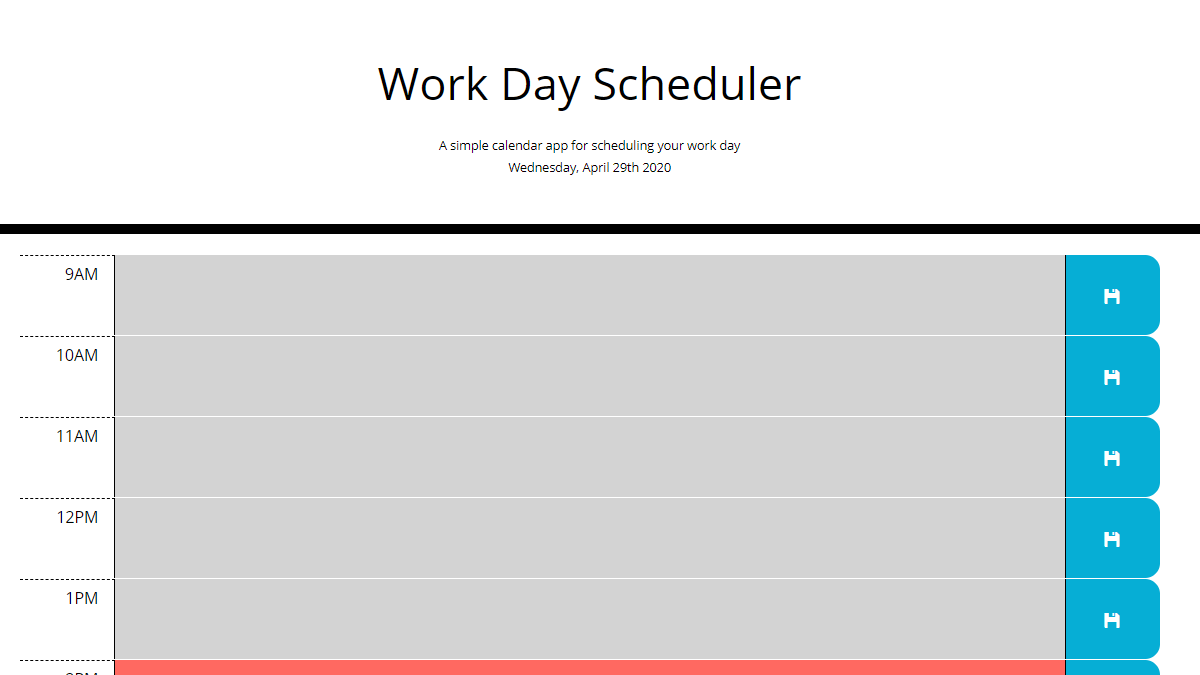 Work Day Scheduler
A simple calendar app for scheduling your work day
Wednesday, April 29th 2020
9AM
10AM
11AM
12PM
1PM